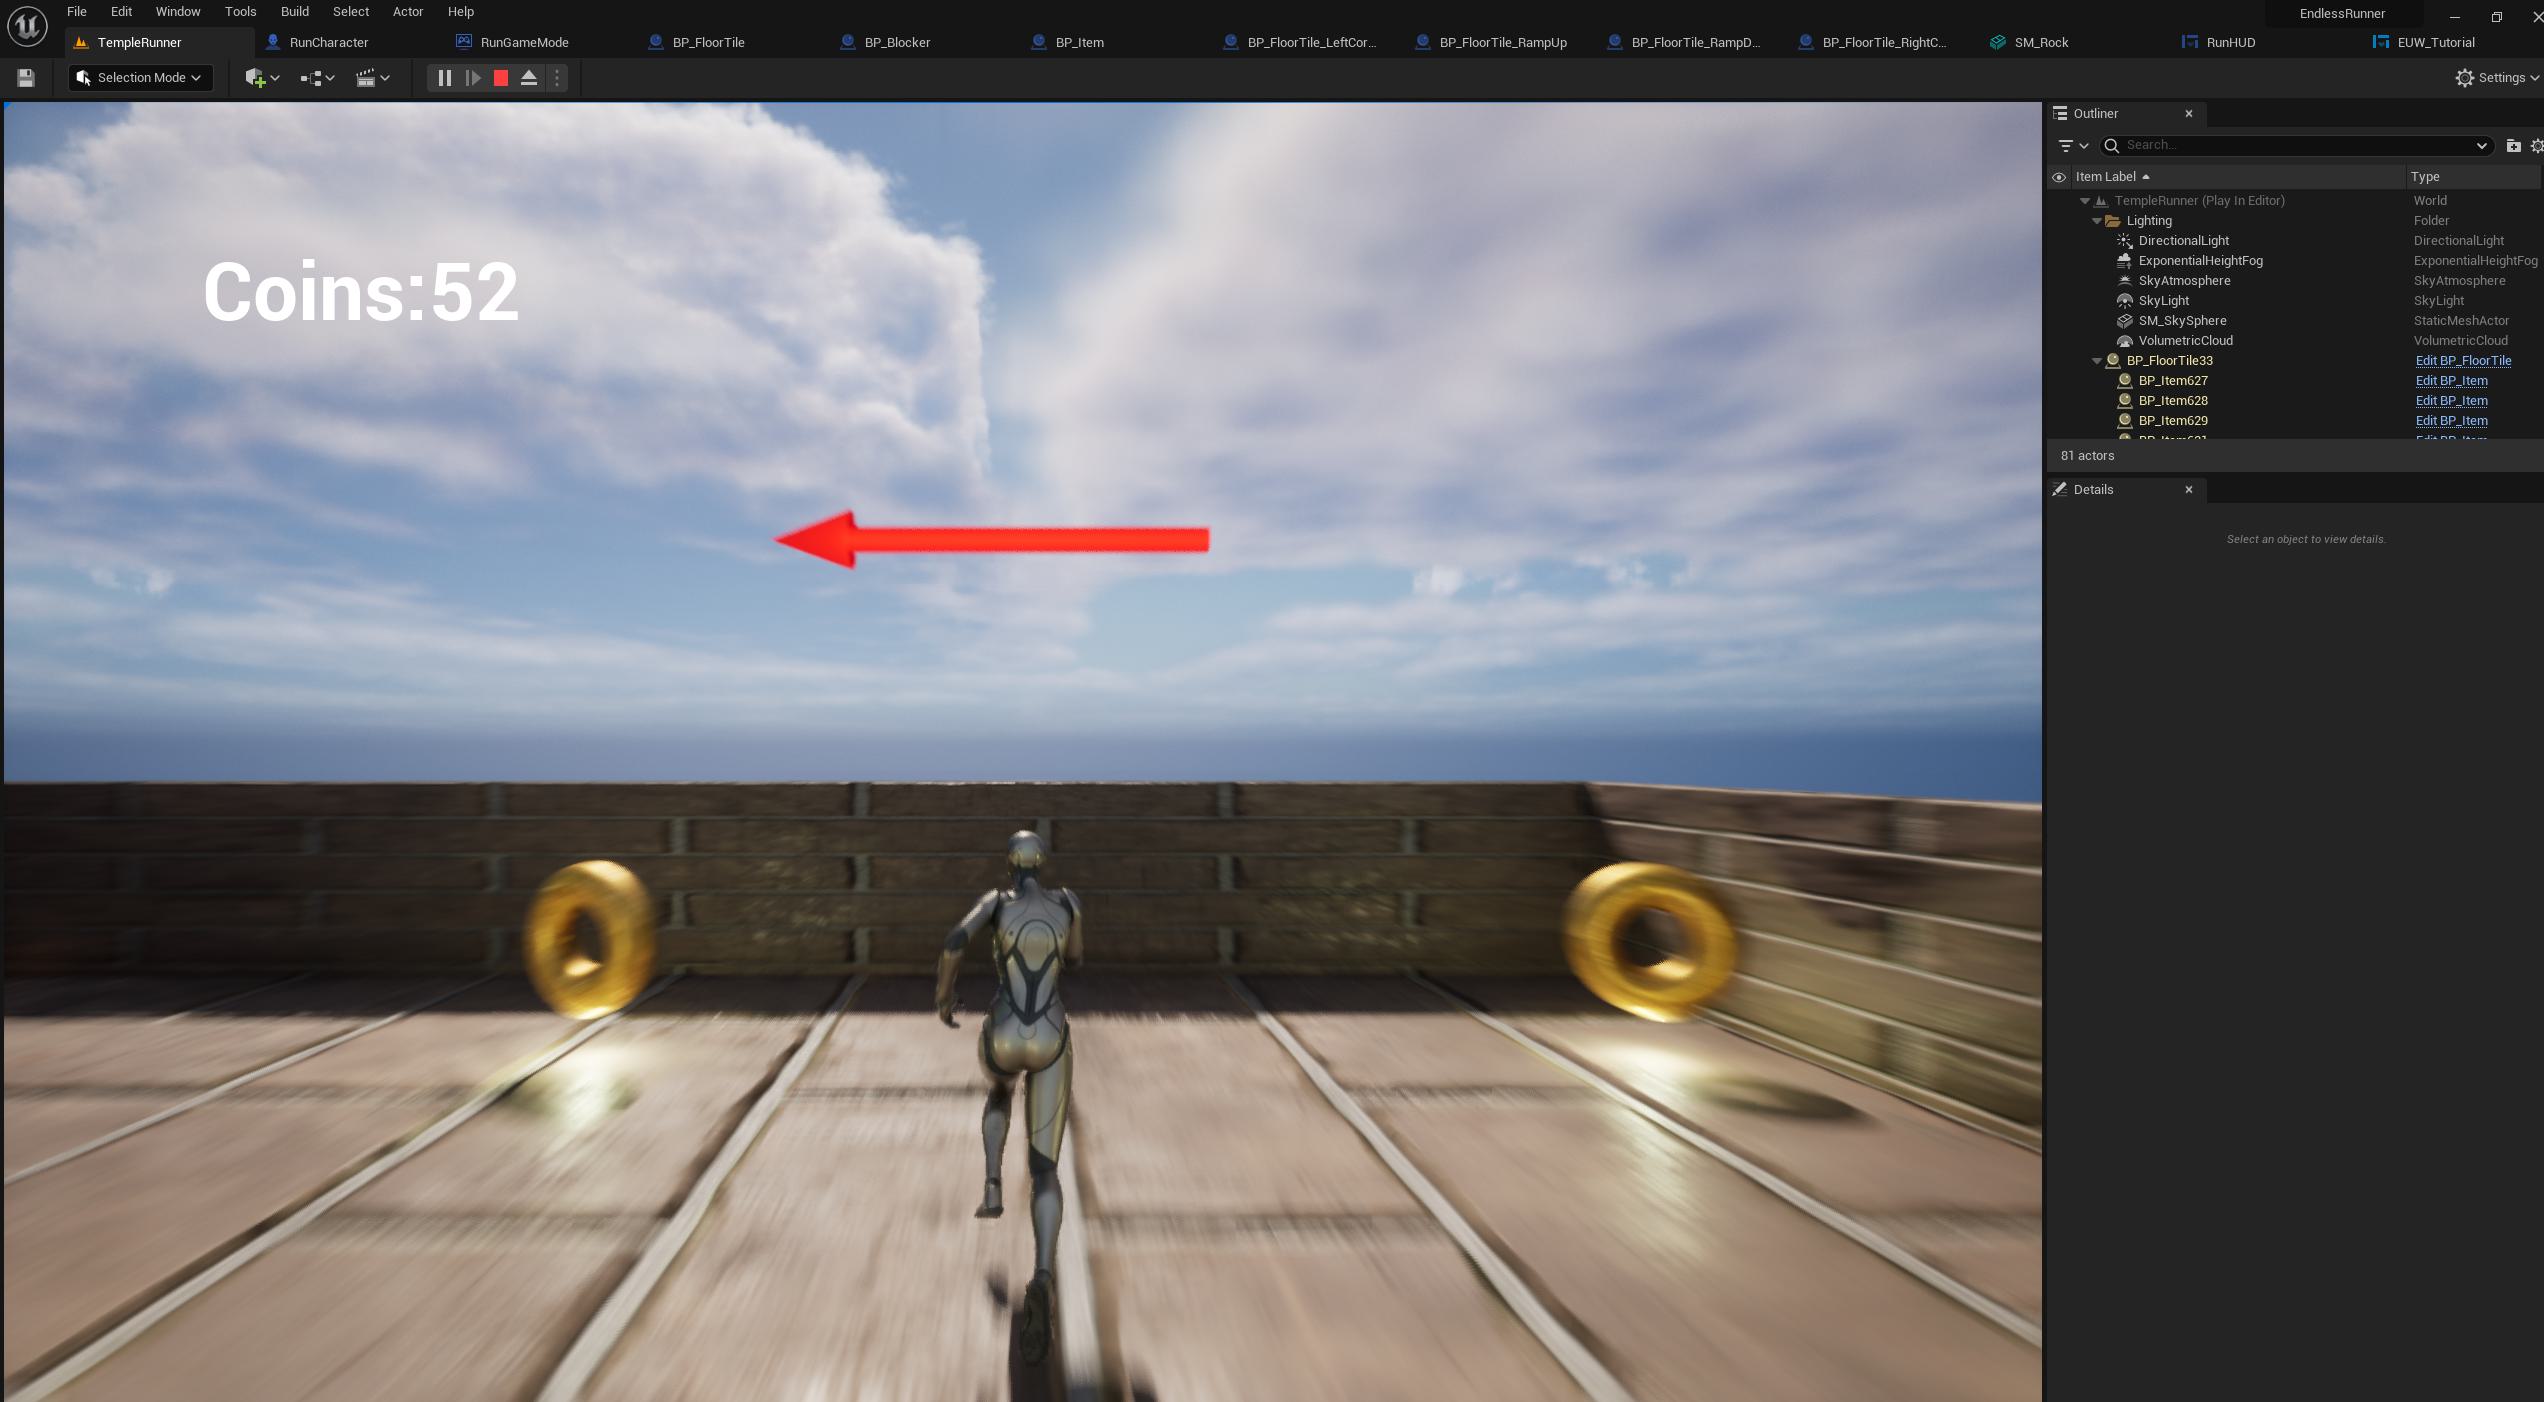 File Edit Window Tools Build Select Actor Help
EndlessRunner
TempleRunner RunCharacter RunGameMode BP_FloorTile BP_Blocker BP_Item BP_FloorTile_LeftCor... BP_FloorTile_RampUp BP_FloorTile_RampD... BP_FloorTile_RightC... SM_Rock RunHUD EUW_Tutorial
Selection Mode
Settings
Coins:52
Outliner
Search...
Item Label Type
TempleRunner (Play In Editor) World
Lighting Folder
DirectionalLight DirectionalLight
ExponentialHeightFog ExponentialHeightFog
SkyAtmosphere SkyAtmosphere
SkyLight SkyLight
SM_SkySphere StaticMeshActor
VolumetricCloud VolumetricCloud
BP_FloorTile33 Edit BP_FloorTile
BP_Item627 Edit BP_Item
BP_Item628 Edit BP_Item
BP_Item629 Edit BP_Item
81 actors
Details
Select an object to view details.